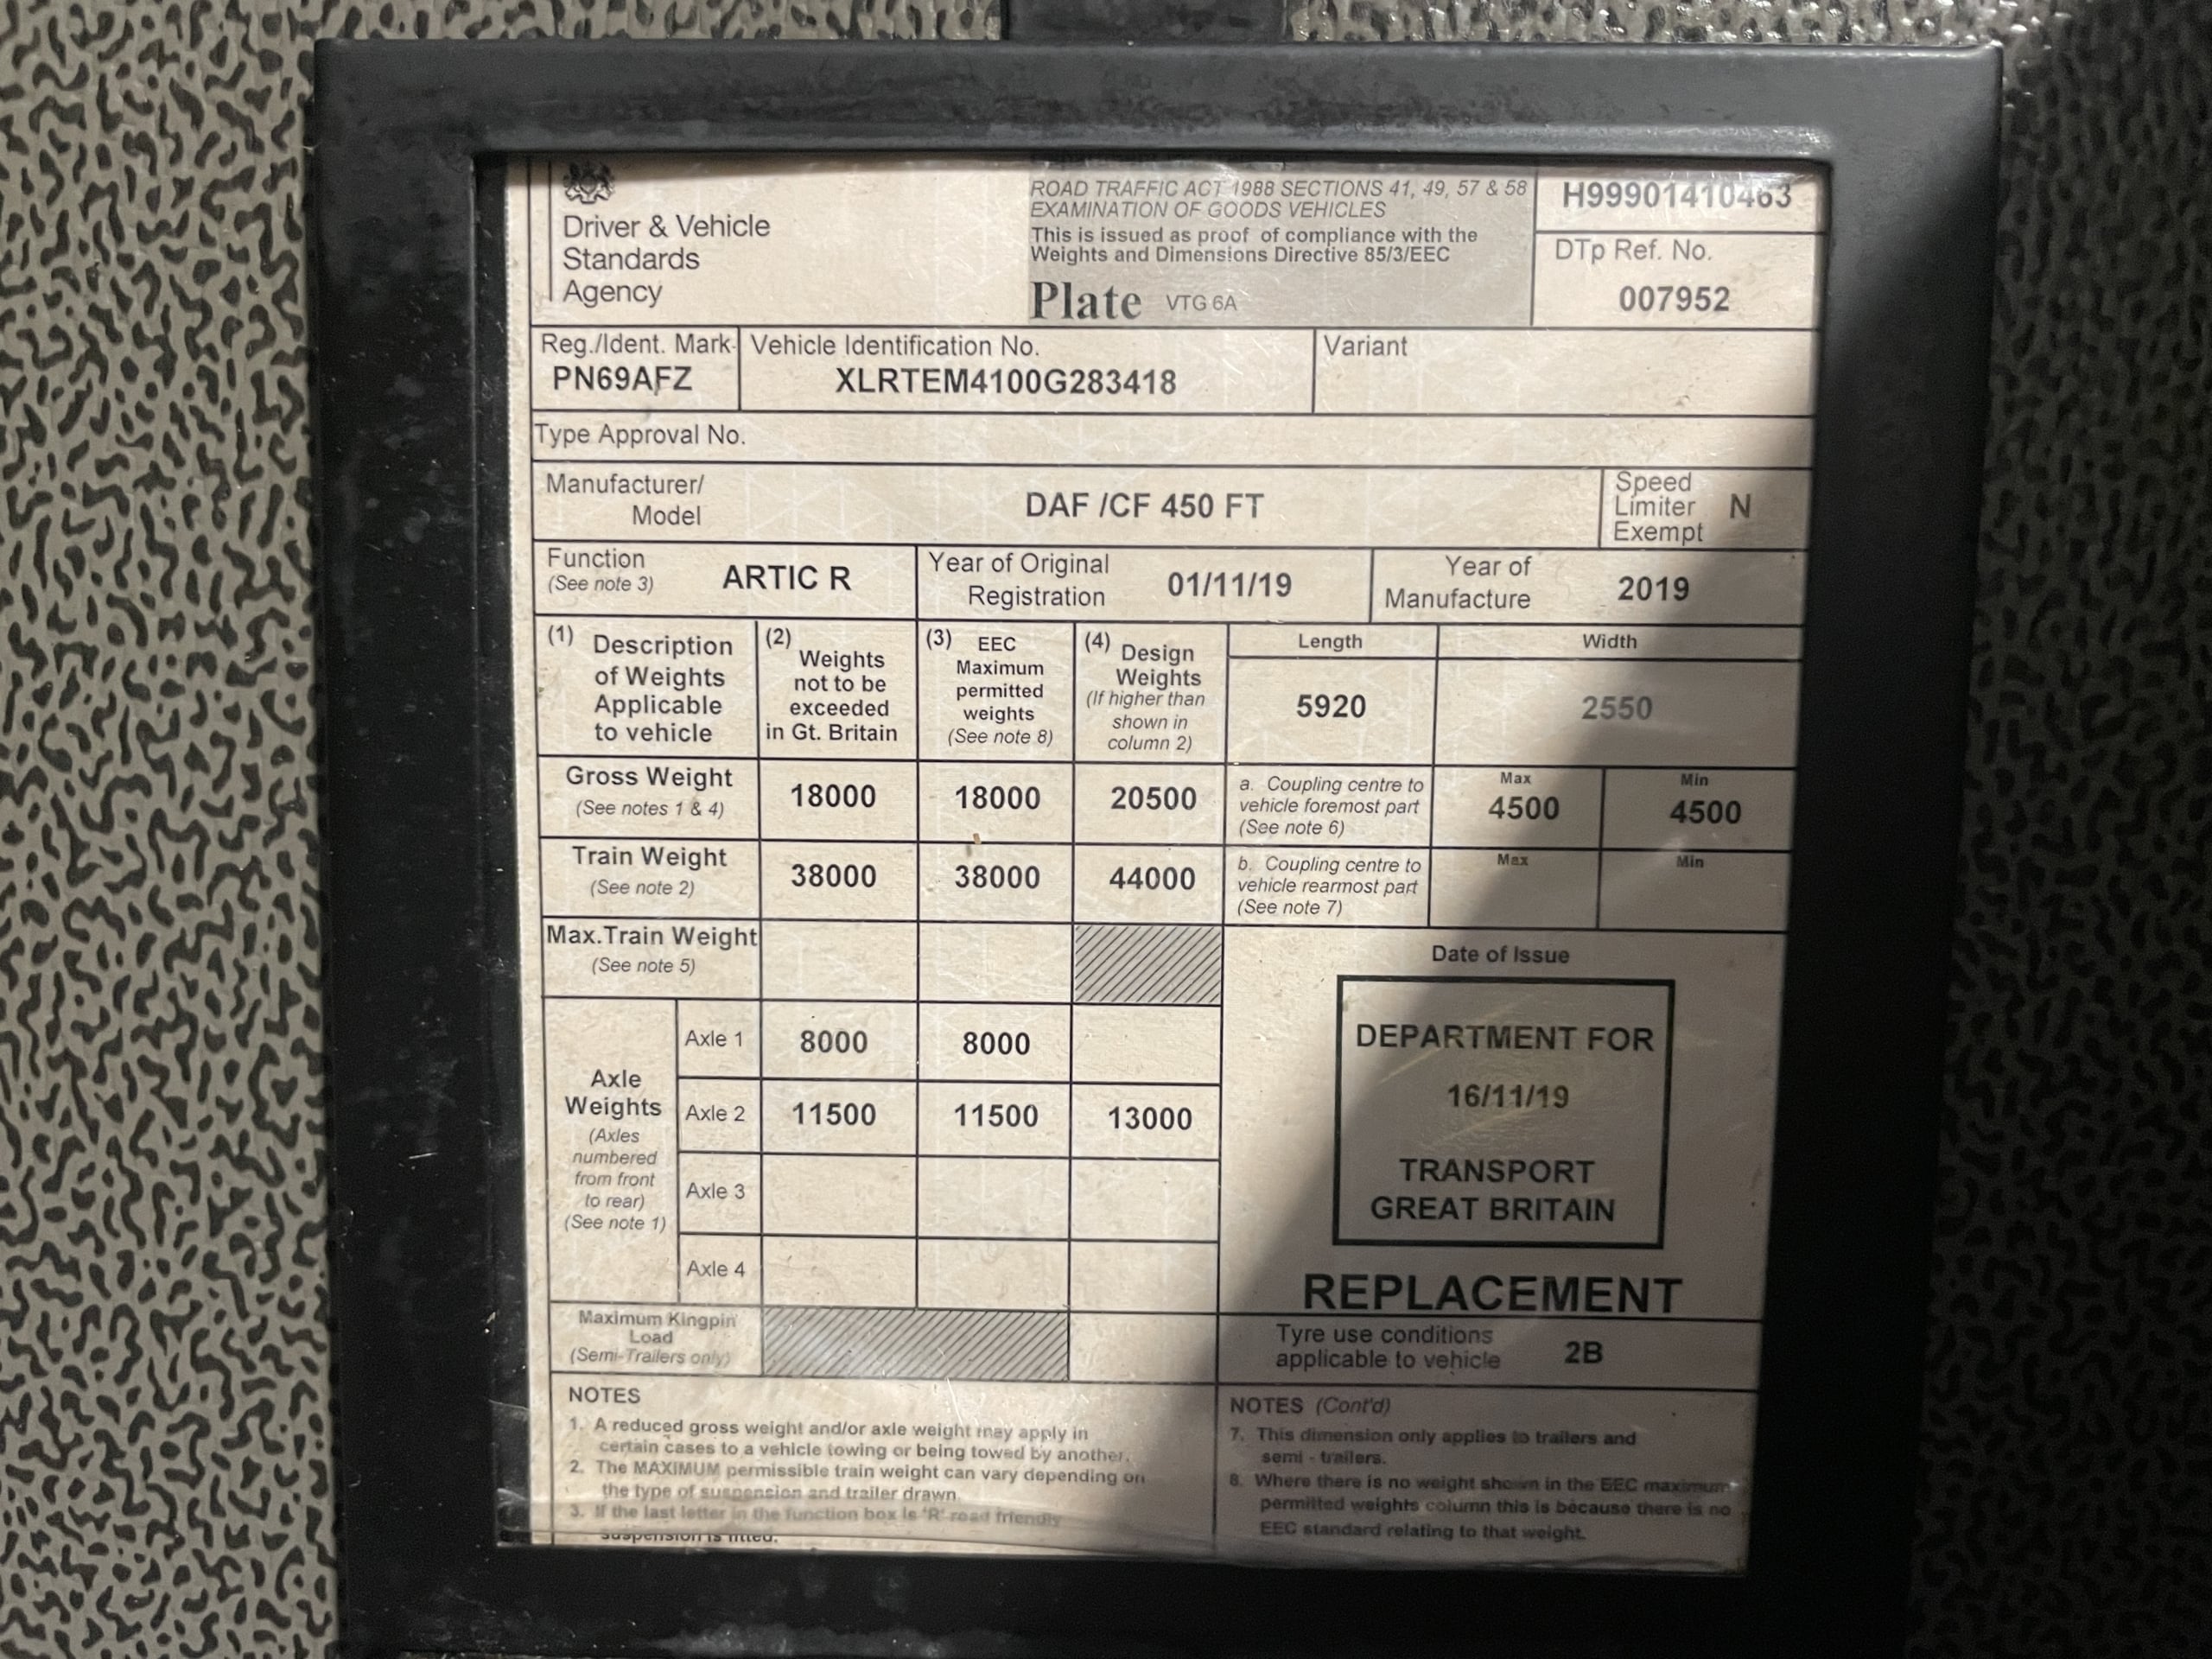 Driver & Vehicle
Standards
Agency
ROAD TRAFFIC ACT 1988 SECTIONS 41, 49, 57 & 58
EXAMINATION OF GOODS VEHICLES
This is issued as proof of compliance with the
Weights and Dimensions Directive 85/3/EEC
Plate VTG 6A
H99901410463
DTp Ref. No.
007952
Reg./Ident. Mark
PN69AFZ
Vehicle Identification No.
XLRTEM4100G283418
Variant
Type Approval No.
Manufacturer/
Model
DAF /CF 450 FT
Speed
Limiter
Exempt
N
Function
(See note 3)
ARTIC R
Year of Original
Registration
01/11/19
Year of
Manufacture
2019
(1) Description
of Weights
Applicable
to vehicle
(2) Weights
not to be
exceeded
in Gt. Britain
(3) EEC
Maximum
permitted
weights
(See note 8)
(4) Design
Weights
(If higher than
shown in
column 2)
Length
5920
Width
2550
Gross Weight
(See notes 1 & 4)
18000
18000
20500
a. Coupling centre to
vehicle foremost part
(See note 6)
Max
4500
Min
4500
Train Weight
(See note 2)
38000
38000
44000
b. Coupling centre to
vehicle rearmost part
(See note 7)
Max
Min
Max.Train Weight
(See note 5)
Axle
Weights
(Axles
numbered
from front
to rear)
(See note 1)
Axle 1
8000
8000
Axle 2
11500
11500
13000
Axle 3
Axle 4
Date of Issue
DEPARTMENT FOR
16/11/19
TRANSPORT
GREAT BRITAIN
REPLACEMENT
Maximum Kingpin
Load
(Semi-Trailers only)
Tyre use conditions
applicable to vehicle
2B
NOTES
1. A reduced gross weight and/or axle weight may apply in
certain cases to a vehicle towing or being towed by another.
2. The MAXIMUM permissible train weight can vary depending on
the type of suspension and trailer drawn.
3. If the last letter in the function box is 'R' road friendly
suspension is fitted.
NOTES (Cont'd)
7. This dimension only applies to trailers and
semi - trailers.
8. Where there is no weight shown in the EEC maximum
permitted weights column this is because there is no
EEC standard relating to that weight.